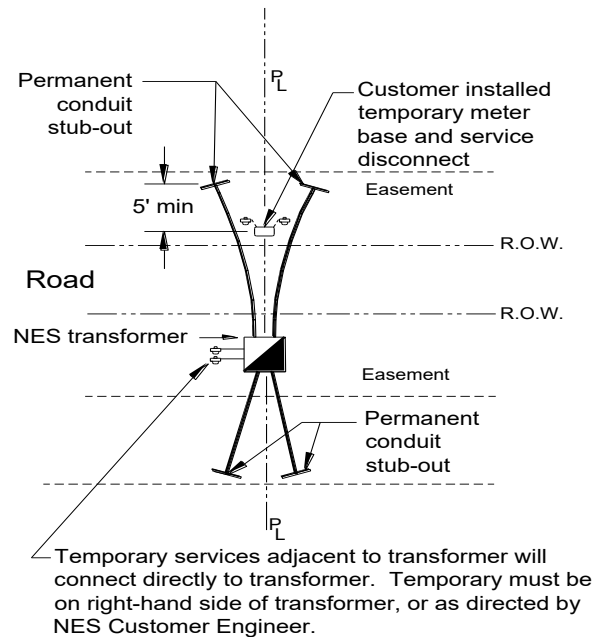 PL
Permanent
conduit
stub-out
Customer installed
temporary meter
base and service
disconnect
Easement
5' min
R.O.W.
Road
R.O.W.
NES transformer
Easement
Permanent
conduit
stub-out
PL
Temporary services adjacent to transformer will
connect directly to transformer. Temporary must be
on right-hand side of transformer, or as directed by
NES Customer Engineer.